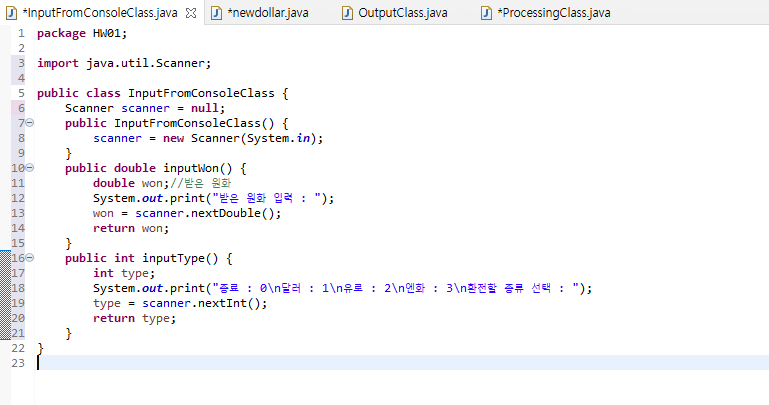 *InputFromConsoleClass.java *newdollar.java OutputClass.java *ProcessingClass.java
1 package HW01;
2
3 import java.util.Scanner;
4
5 public class InputFromConsoleClass {
6 Scanner scanner = null;
7 public InputFromConsoleClass() {
8 scanner = new Scanner(System.in);
9 }
10 public double inputWon() {
11 double won;//받은 원화
12 System.out.print("받은 원화 입력 : ");
13 won = scanner.nextDouble();
14 return won;
15 }
16 public int inputType() {
17 int type;
18 System.out.print("종료 : 0\n달러 : 1\n유로 : 2\n엔화 : 3\n환전할 종류 선택 : ");
19 type = scanner.nextInt();
20 return type;
21 }
22 }
23